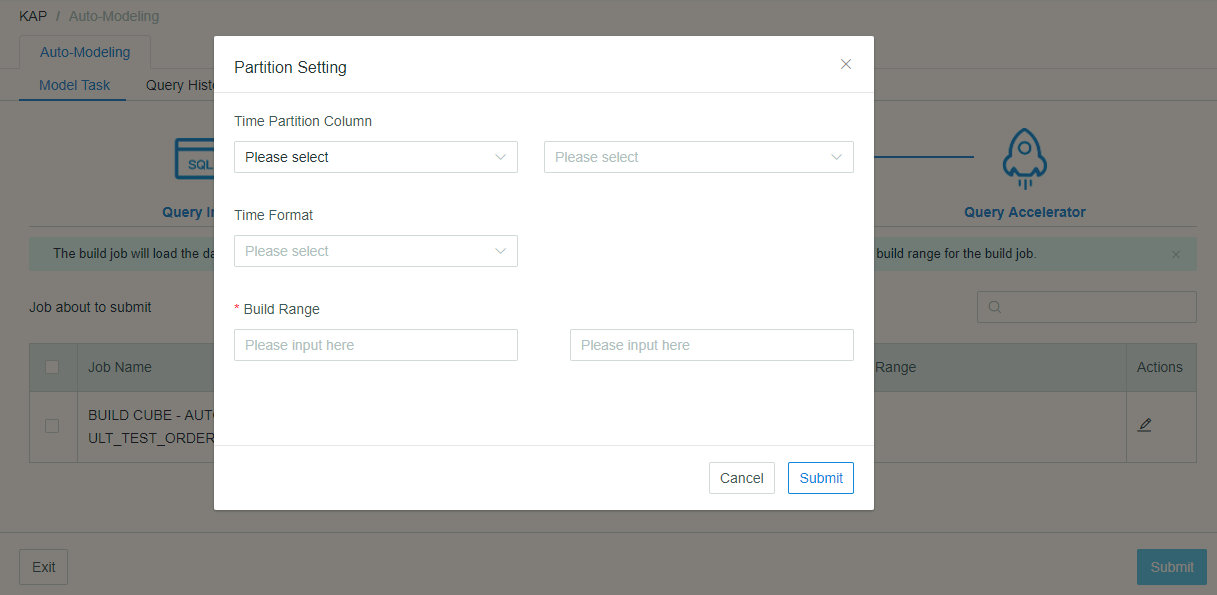 KAP / Auto-Modeling
Auto-Modeling
Model Task Query Hist
Partition Setting
Time Partition Column
Please select Please select
SQL
Query I Query Accelerator
Time Format
Please select
The build job will load the da build range for the build job.
Job about to submit
* Build Range
Please input here Please input here
Job Name Range Actions
BUILD CUBE - AUT
ULT_TEST_ORDER
Cancel Submit
Exit Submit